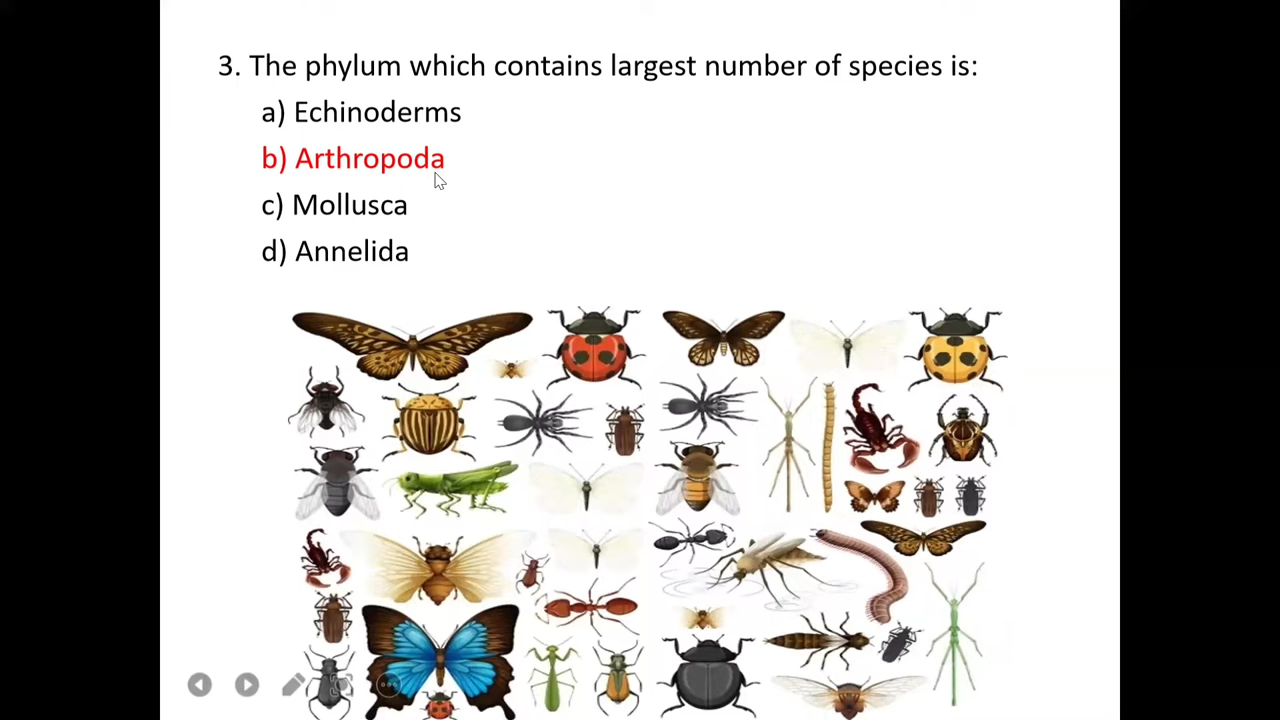 3. The phylum which contains largest number of species is:
a) Echinoderms
b) Arthropoda
c) Mollusca
d) Annelida